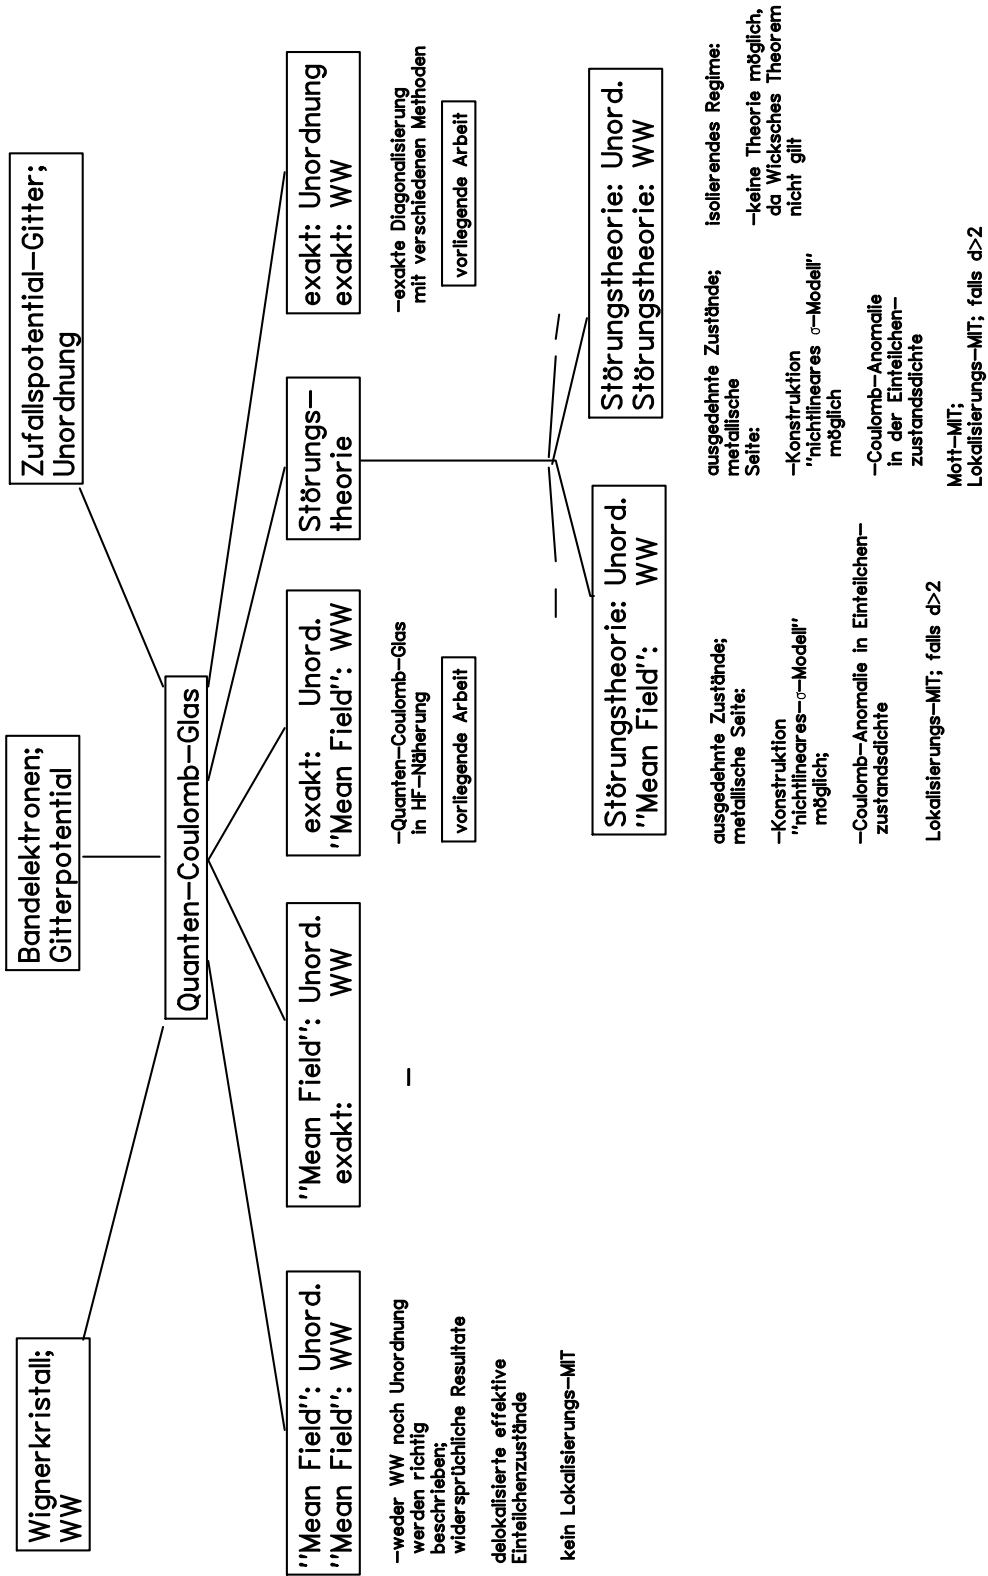 Wignerkristall;
WW
Bandelektronen;
Gitterpotential
Zufallspotential-Gitter;
Unordnung
Quanten-Coulomb-Glas
"Mean Field": Unord.
"Mean Field": WW
-weder WW noch Unordnung
werden richtig
beschrieben;
widersprüchliche Resultate
delokalisierte effektive
Einteilchenzustände
kein Lokalisierungs-MIT
"Mean Field": Unord.
exakt: WW
-
exakt: Unord.
"Mean Field": WW
-Quanten-Coulomb-Glas
in HF-Näherung
vorliegende Arbeit
Störungs-
theorie
exakt: Unordnung
exakt: WW
-exakte Diagonalisierung
mit verschiedenen Methoden
vorliegende Arbeit
Störungstheorie: Unord.
"Mean Field": WW
ausgedehnte Zustände;
metallische Seite:
-Konstruktion
"nichtlineares-σ-Modell"
möglich;
-Coulomb-Anomalie in Einteilchen-
zustandsdichte
Lokalisierungs-MIT; falls d>2
Störungstheorie: Unord.
Störungstheorie: WW
ausgedehnte Zustände;
metallische
Seite:
-Konstruktion
"nichtlineares σ-Modell"
möglich
-Coulomb-Anomalie
in der Einteilchen-
zustandsdichte
Mott-MIT;
Lokalisierungs-MIT; falls d>2
isolierendes Regime:
-keine Theorie möglich,
da Wicksches Theorem
nicht gilt